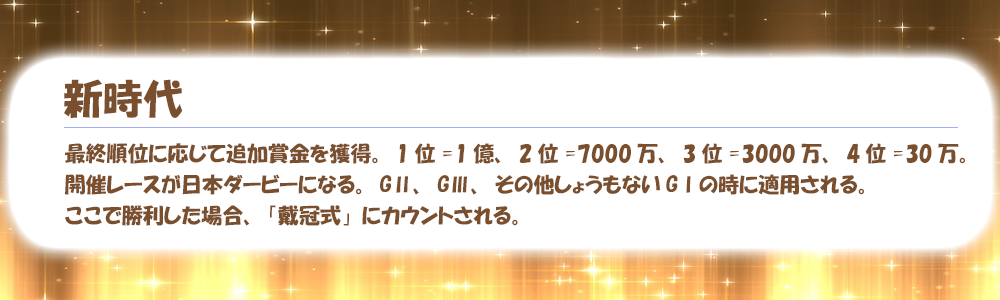 新時代
最終順位に応じて追加賞金を獲得。1位=1億、2位=7000万、3位=3000万、4位=30万。
開催レースが日本ダービーになる。GⅡ、GⅢ、その他しょうもないGⅠの時に適用される。
ここで勝利した場合、「戴冠式」にカウントされる。